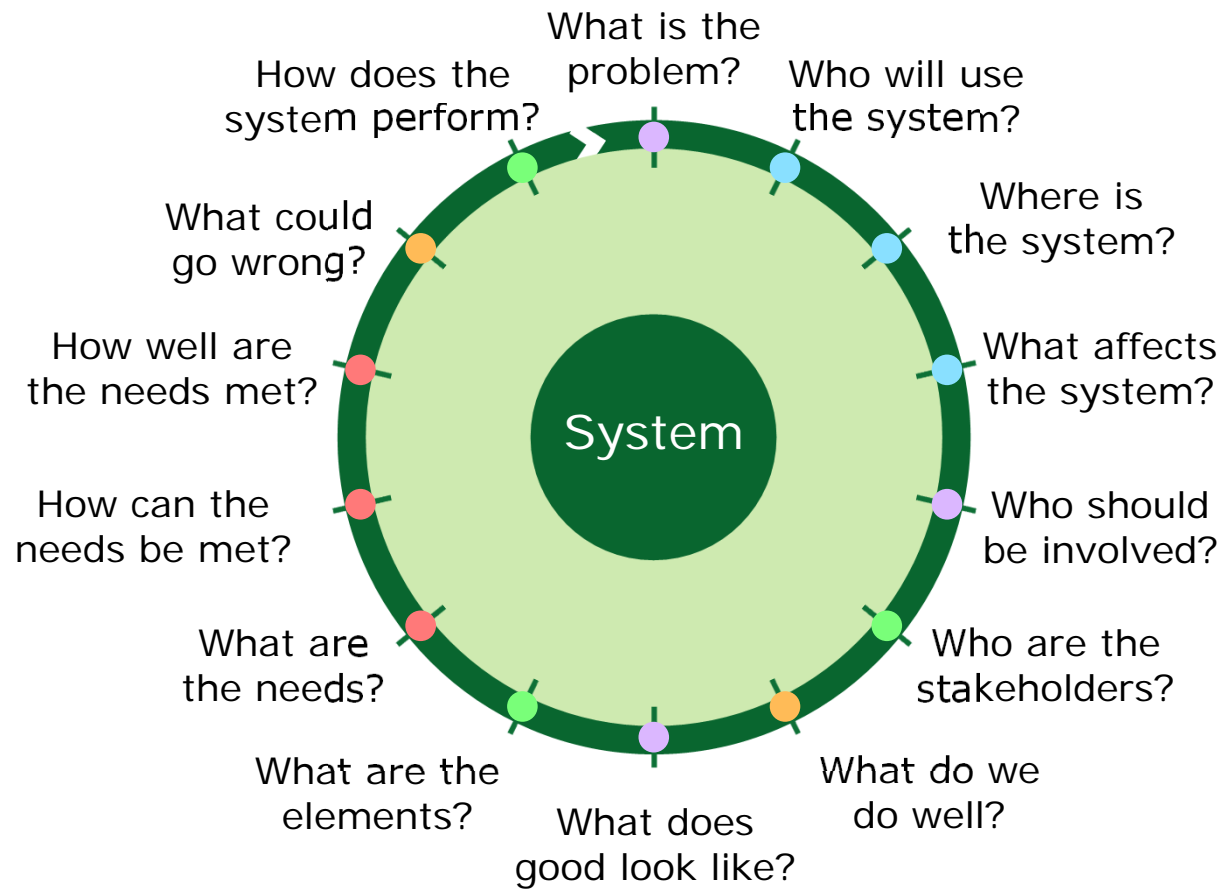 What is the
problem?
Who will use
the system?
Where is
the system?
What affects
the system?
Who should
be involved?
Who are the
stakeholders?
What do we
do well?
What does
good look like?
What are the
elements?
What are
the needs?
How can the
needs be met?
How well are
the needs met?
What could
go wrong?
How does the
system perform?
System